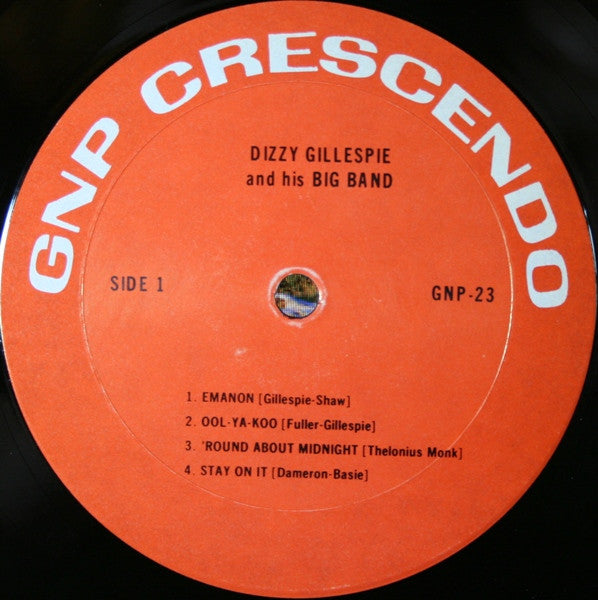 GNP CRESCENDO
DIZZY GILLESPIE
and his BIG BAND
SIDE 1
GNP-23
1. EMANON [Gillespie-Shaw]
2. OOL-YA-KOO [Fuller-Gillespie]
3. 'ROUND ABOUT MIDNIGHT [Thelonius Monk]
4. STAY ON IT [Dameron-Basie]